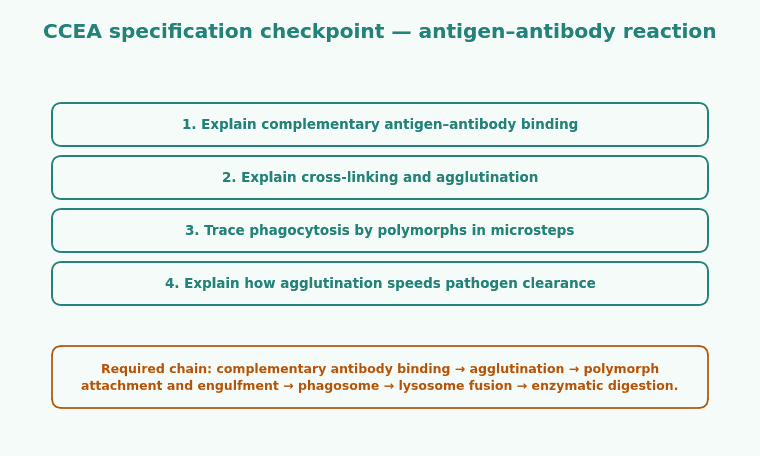 CCEA specification checkpoint — antigen–antibody reaction
1. Explain complementary antigen–antibody binding
2. Explain cross-linking and agglutination
3. Trace phagocytosis by polymorphs in microsteps
4. Explain how agglutination speeds pathogen clearance
Required chain: complementary antibody binding → agglutination → polymorph
attachment and engulfment → phagosome → lysosome fusion → enzymatic digestion.